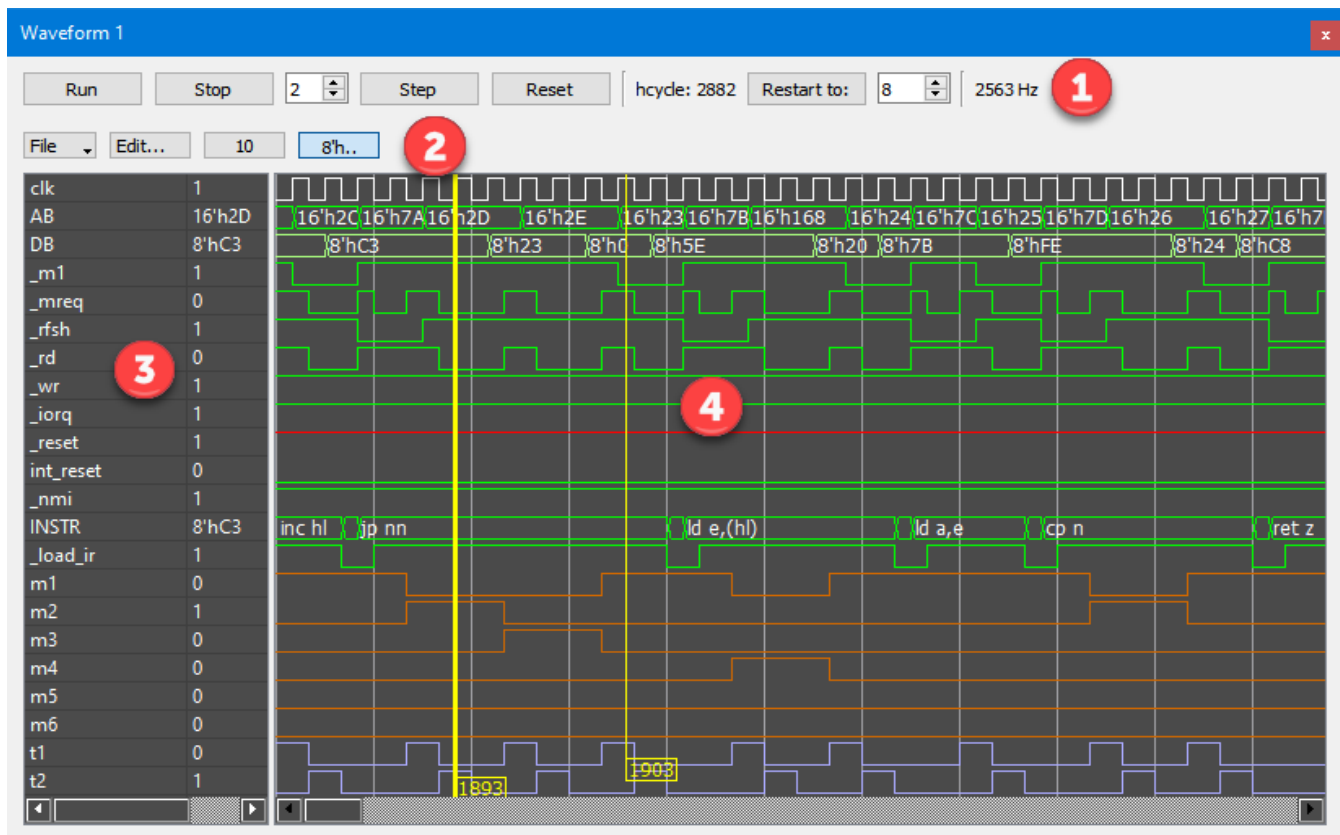 Waveform 1 x
Run Stop 2 Step Reset hcycle: 2882 Restart to: 8 2563 Hz 1
File Edit... 10 8'h.. 2
clk 1
AB 16'h2D 16'h2C 16'h7A 16'h2D 16'h2E 16'h23 16'h7B 16'h168 16'h24 16'h7C 16'h25 16'h7D 16'h26 16'h27 16'h7
DB 8'hC3 8'hC3 8'h23 8'h0 8'h5E 8'h20 8'h7B 8'hFE 8'h24 8'hC8
_m1 1
_mreq 0
_rfsh 1
_rd 0
3
_wr 1
_iorq 1
4
_reset 1
int_reset 0
_nmi 1
INSTR 8'hC3 inc hl jp nn ld e,(hl) ld a,e cp n ret z
_load_ir 1
m1 0
m2 1
m3 0
m4 0
m5 0
m6 0
t1 0
1903
t2 1
1893